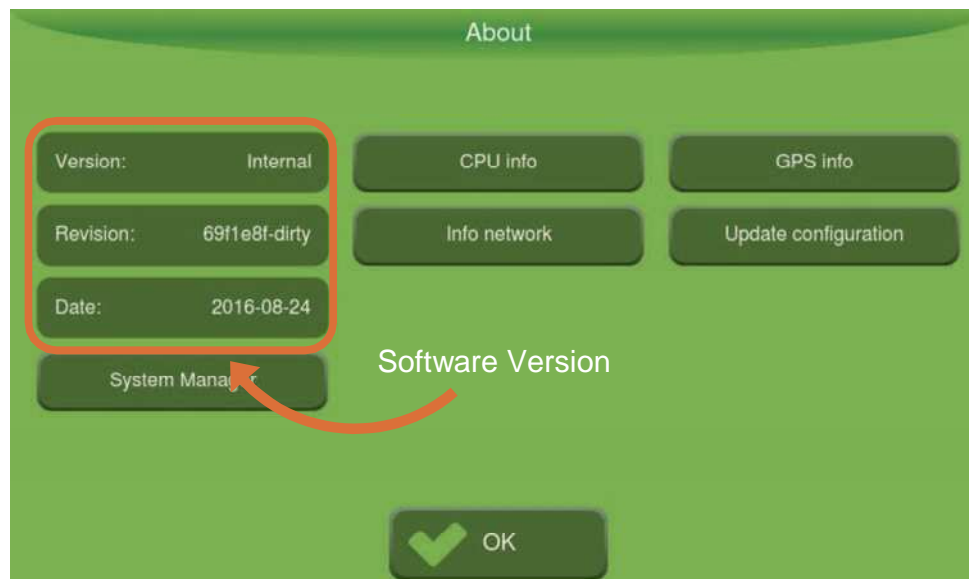 About
Version: Internal
CPU info
GPS info
Revision: 69f1e8f-dirty
Info network
Update configuration
Date: 2016-08-24
Software Version
System Manager
OK